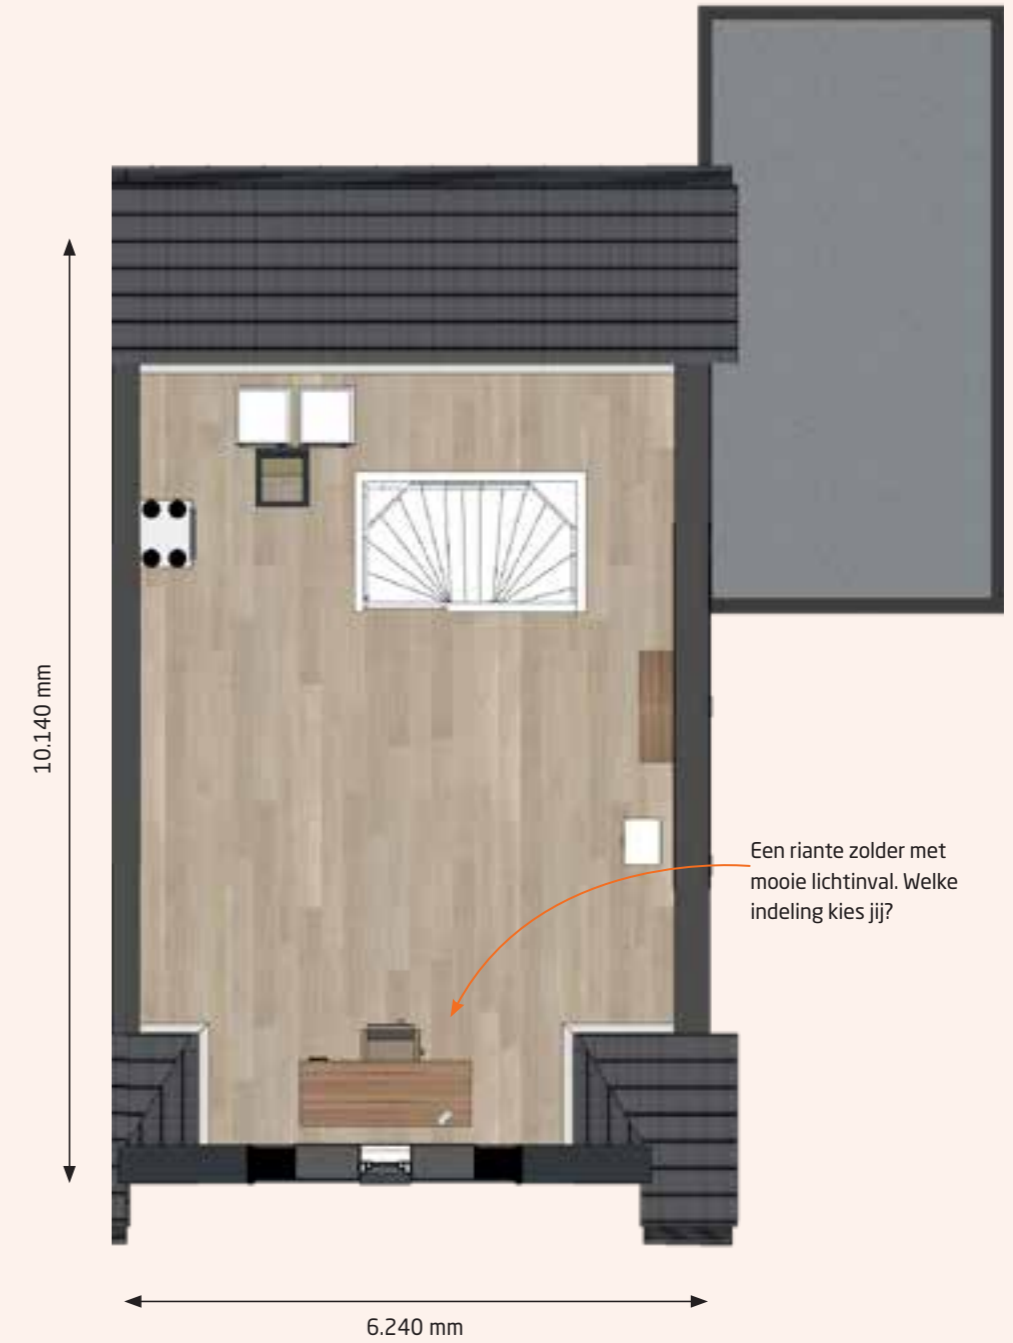 10.140 mm
Een riante zolder met
mooie lichtinval. Welke
indeling kies jij?
6.240 mm